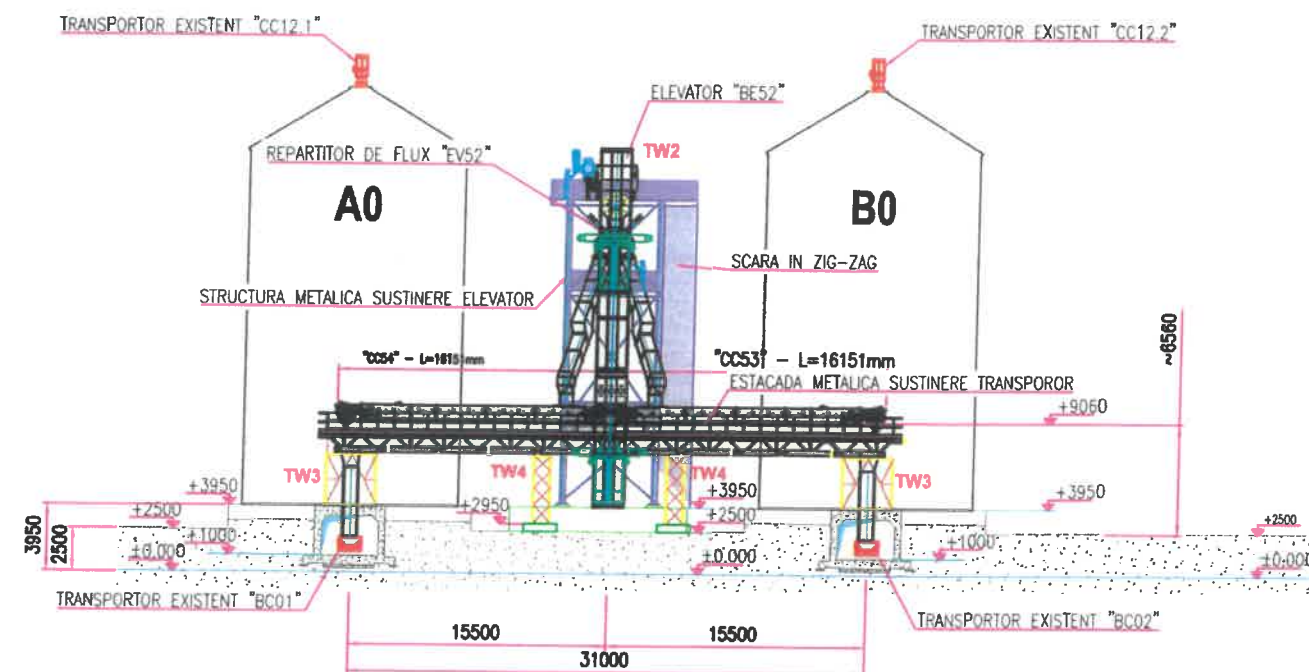 TRANSPORTOR EXISTENT "CC12.1"
TRANSPORTOR EXISTENT "CC12.2"
ELEVATOR "BE52"
TW2
REPARTITOR DE FLUX "EV52"
A0
B0
SCARA IN ZIG-ZAG
STRUCTURA METALICA SUSTINERE ELEVATOR
~6560
"CC54" - L=16151mm
"CC53" - L=16151mm
ESTACADA METALICA SUSTINERE TRANSPOROR
+9060
TW3
TW4
TW4
TW3
+3950
+2950
+3950
+3950
+2500
+2500
+2500
3950
2500
+1000
+1000
±0.000
±0.000
±0.000
TRANSPORTOR EXISTENT "BC01"
TRANSPORTOR EXISTENT "BC02"
15500
15500
31000